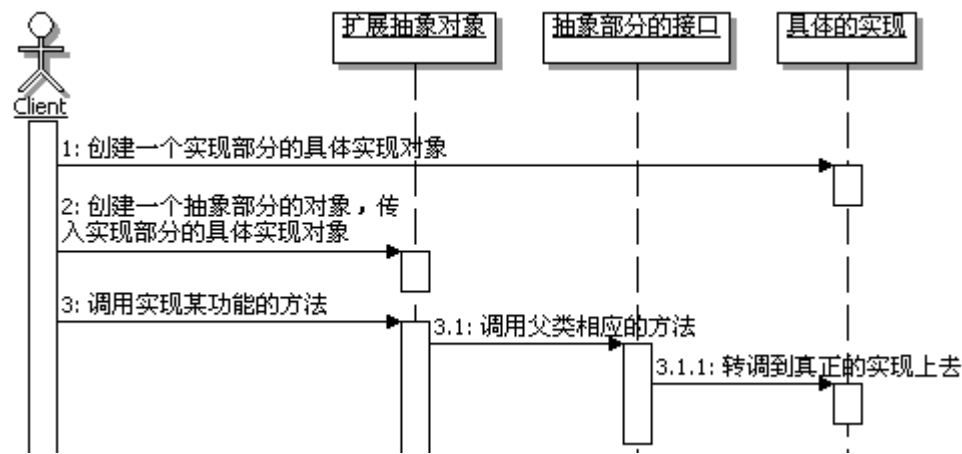 扩展抽象对象
抽象部分的接口
具体的实现
Client
1: 创建一个实现部分的具体实现对象
2: 创建一个抽象部分的对象，传
入实现部分的具体实现对象
3: 调用实现某功能的方法
3.1: 调用父类相应的方法
3.1.1: 转调到真正的实现上去